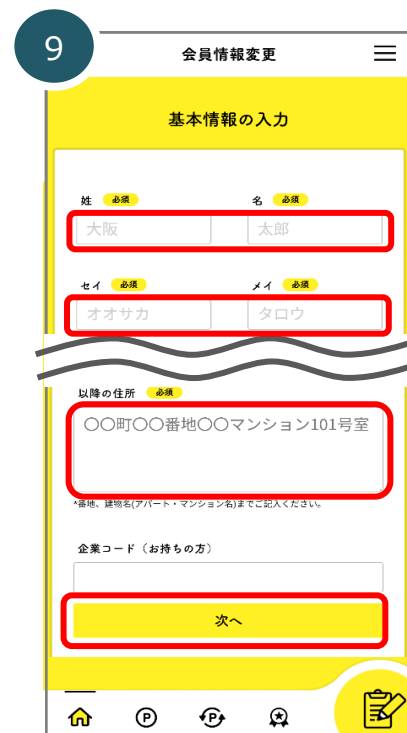 9
会員情報変更
基本情報の入力
姓 必須 名 必須
大阪 太郎
セイ 必須 メイ 必須
オオサカ タロウ
以降の住所 必須
〇〇町〇〇番地〇〇マンション101号室
*番地、建物名(アパート・マンション名)までご記入ください。
企業コード（お持ちの方）
次へ
P P